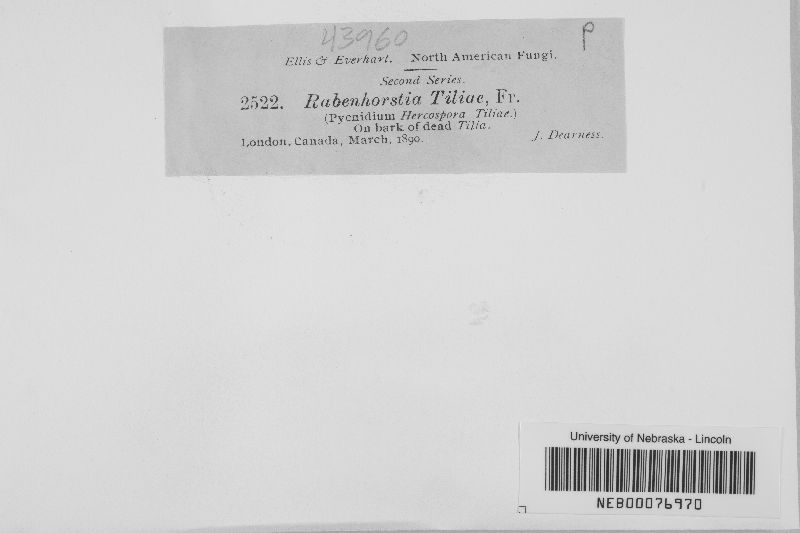 43960
P
Ellis & Everhart. North American Fungi.
Second Series.
2522. Rabenhorstia Tiliae, Fr.
(Pycnidium Hercospora Tiliae.)
On bark of dead Tilia.
London, Canada, March, 1890. J. Dearness.
University of Nebraska - Lincoln
NEB00076970